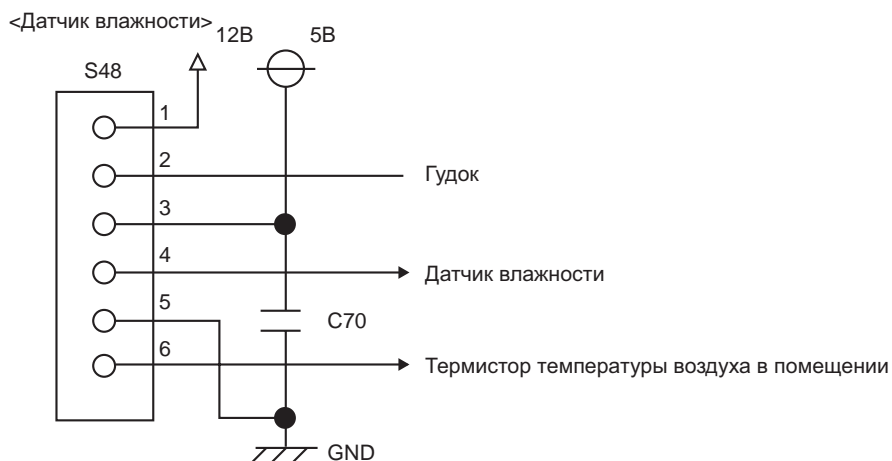 <Датчик влажности>
12В
5В
S48
1
2
Гудок
3
4
Датчик влажности
5
C70
6
Термистор температуры воздуха в помещении
GND